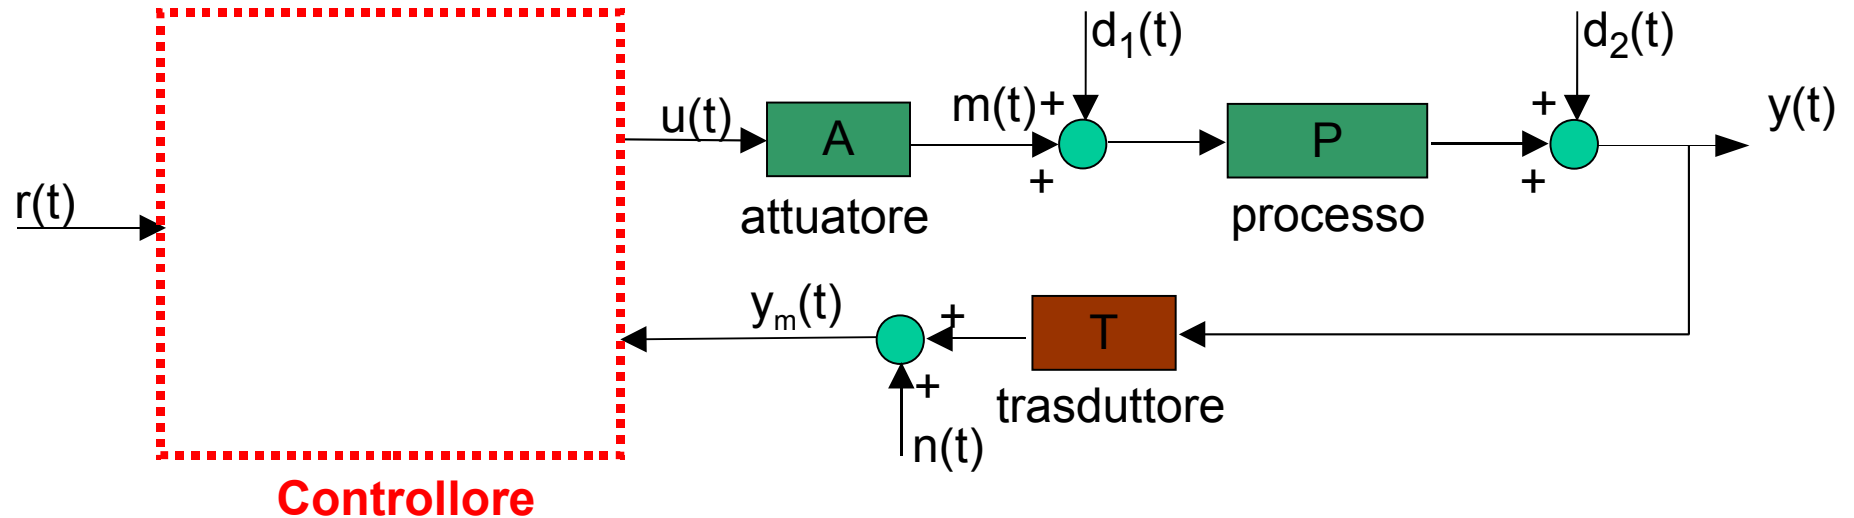 d₁(t)
d₂(t)
u(t)
A
m(t)
+
P
+
y(t)
+
+
r(t)
attuatore
processo
yₘ(t)
+
T
+
trasduttore
n(t)
Controllore